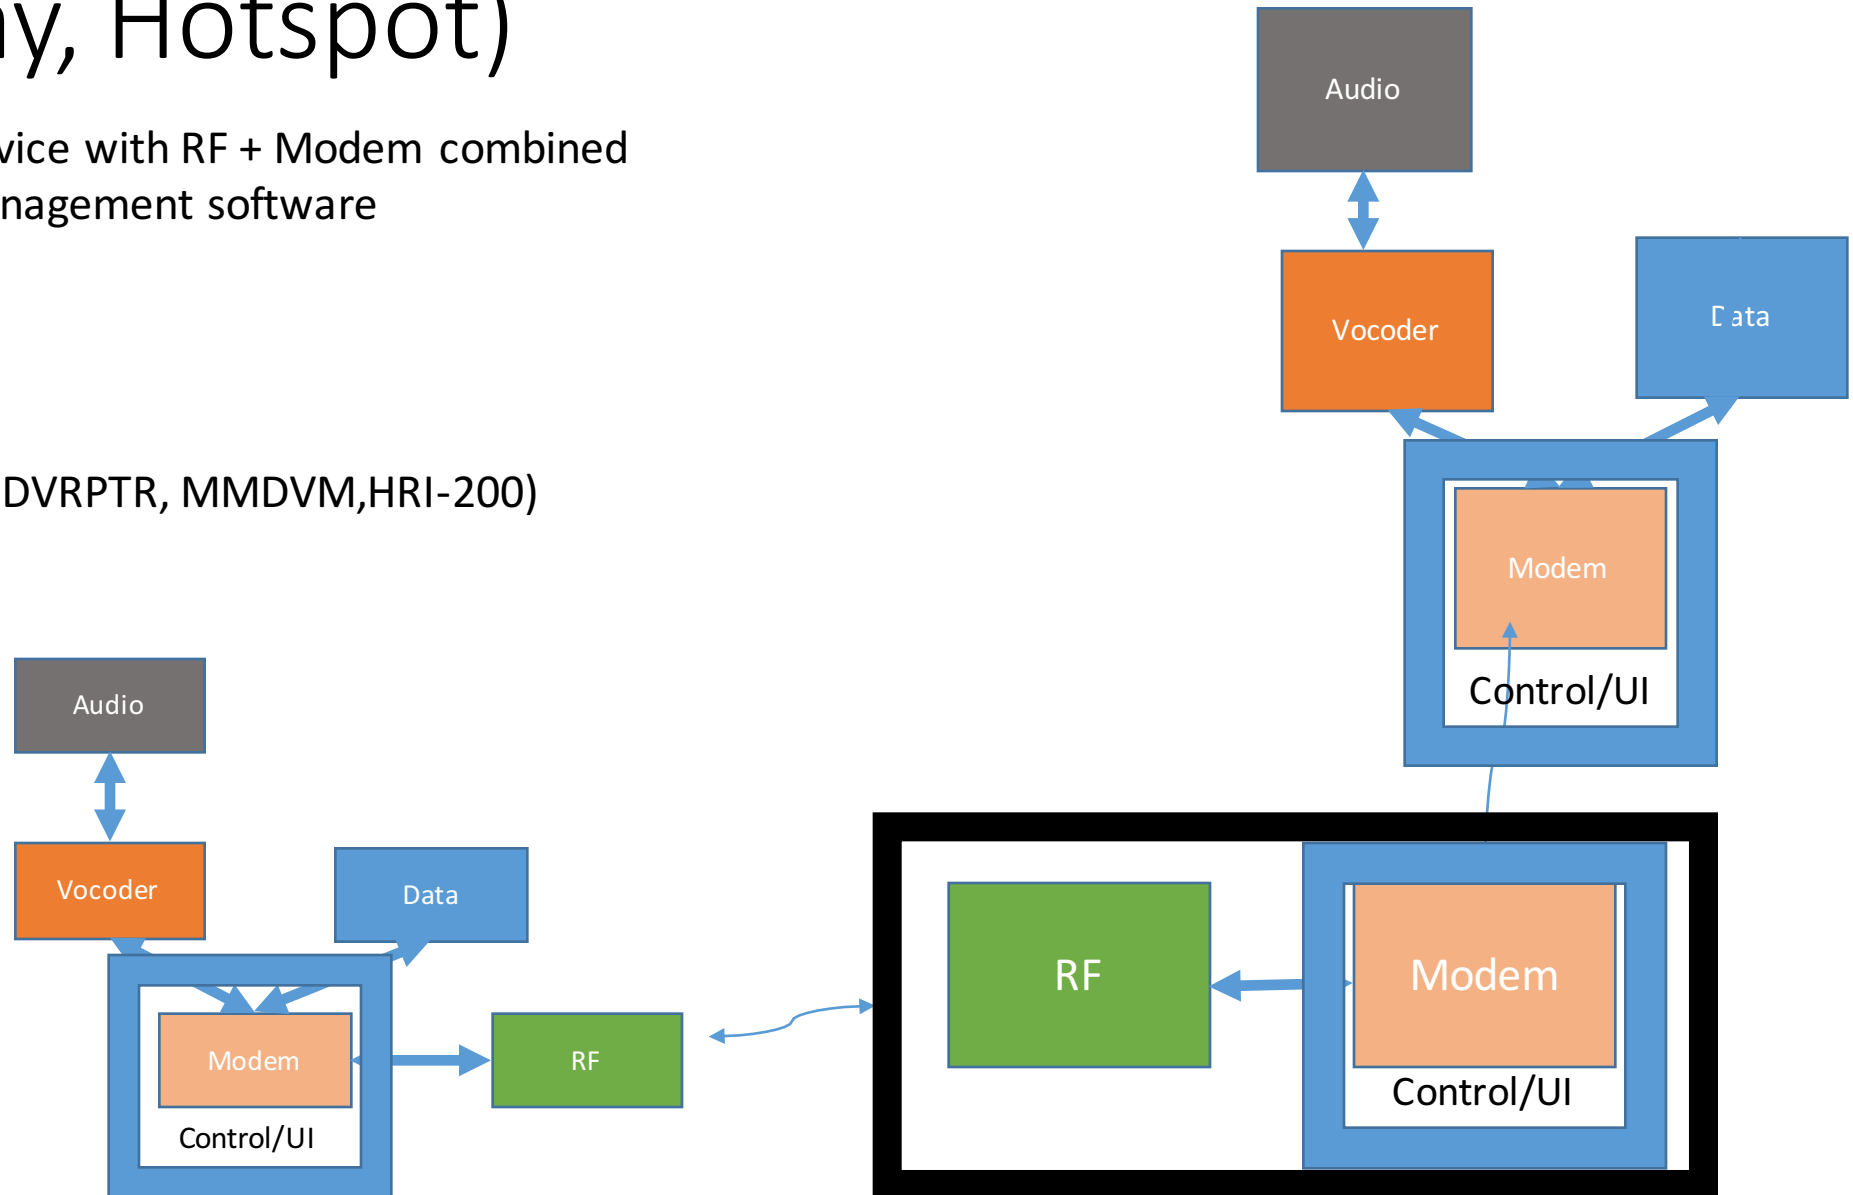 ny, Hotspot)
vice with RF + Modem combined
nagement software
DVRPTR, MMDVM,HRI-200)
Audio
Vocoder
Data
Modem
Control/UI
Audio
Vocoder
Data
Modem
RF
Control/UI
RF
Modem
Control/UI